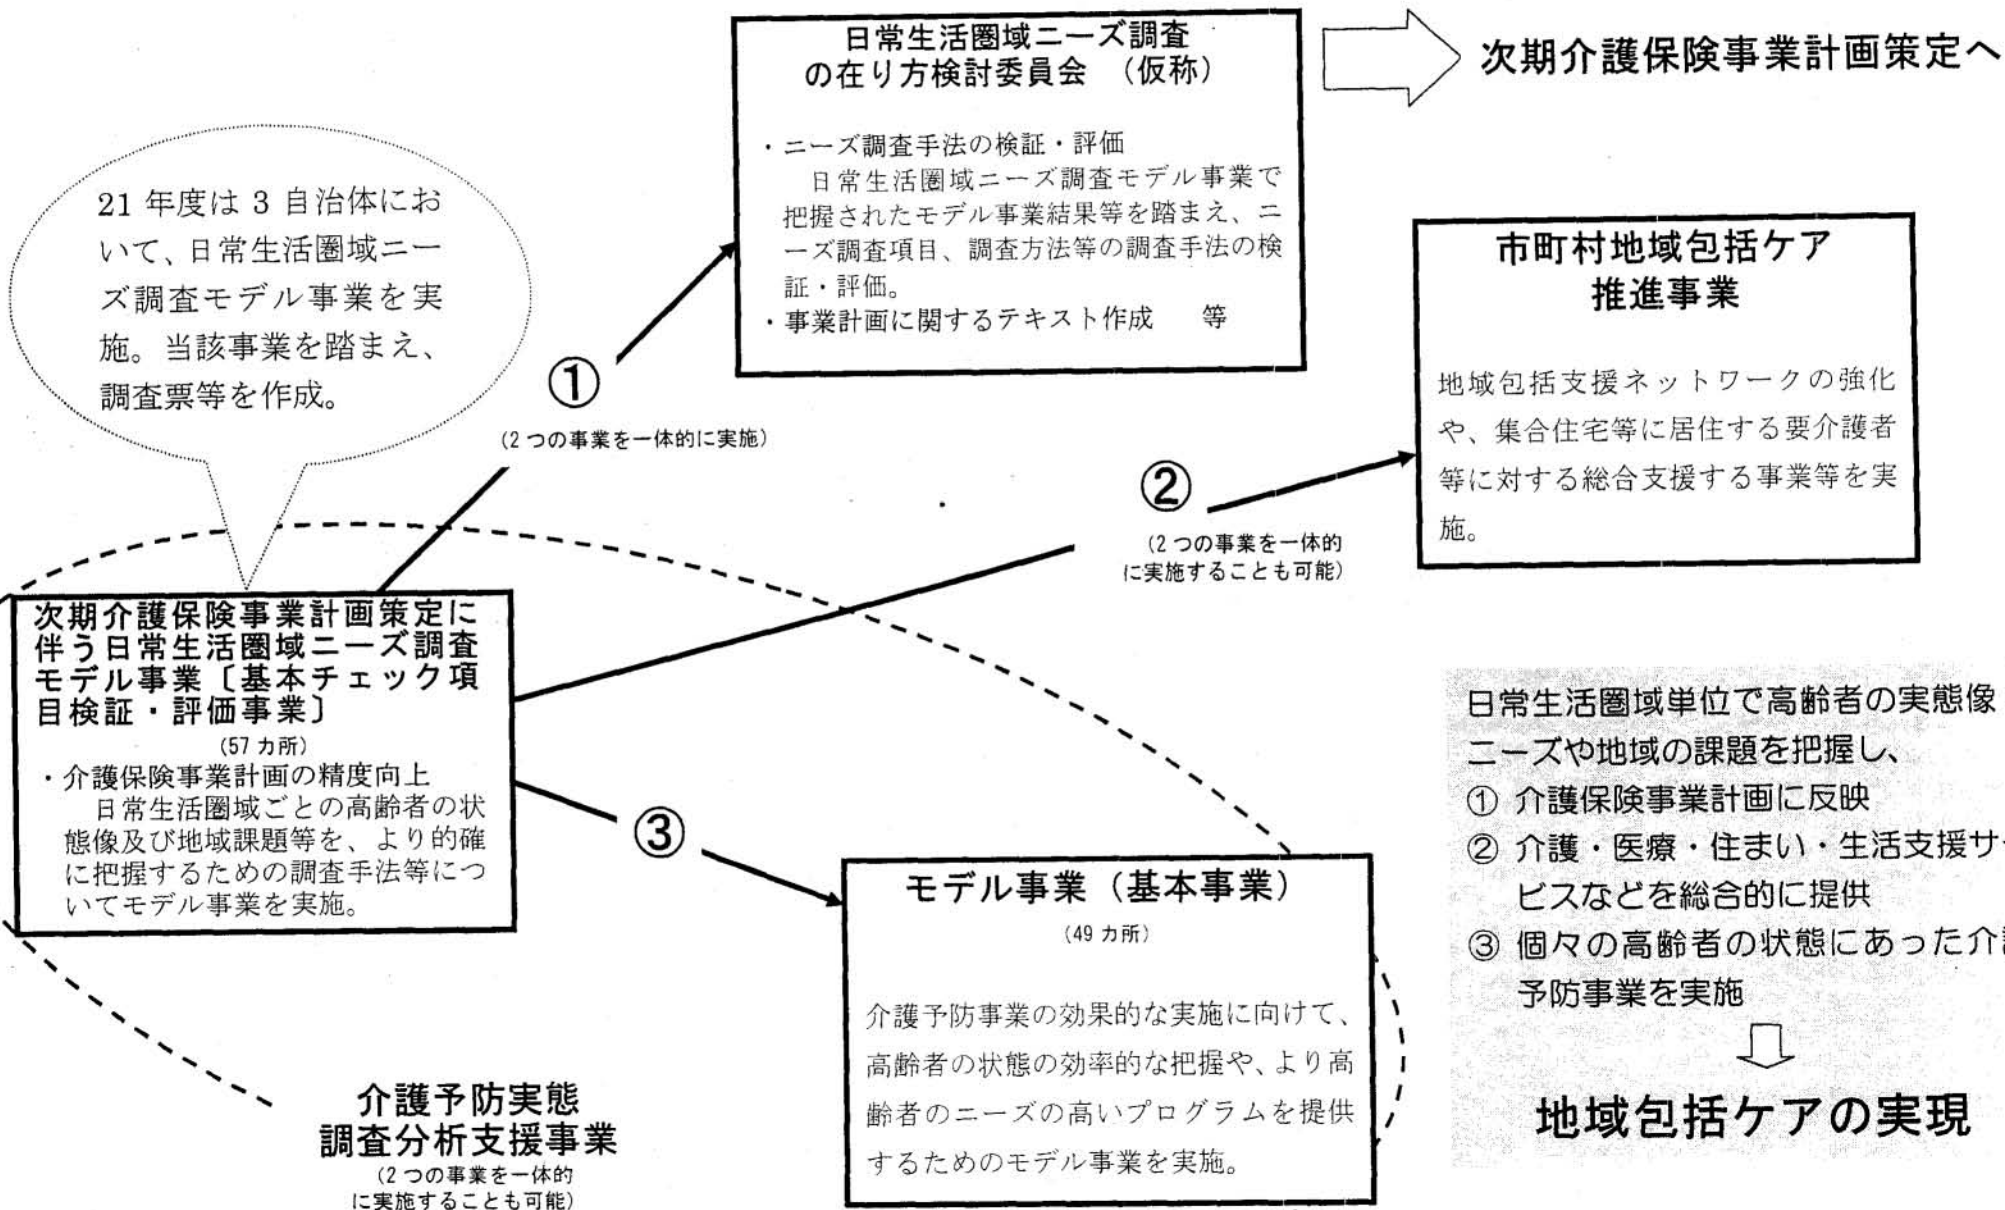 日常生活圏域ニーズ調査
の在り方検討委員会 （仮称）
・ニーズ調査手法の検証・評価
日常生活圏域ニーズ調査モデル事業で
把握されたモデル事業結果等を踏まえ、ニ
ーズ調査項目、調査方法等の調査手法の検
証・評価。
・事業計画に関するテキスト作成 等
次期介護保険事業計画策定へ
21 年度は 3 自治体にお
いて、日常生活圏域ニー
ズ調査モデル事業を実
施。当該事業を踏まえ、
調査票等を作成。
①
（2 つの事業を一体的に実施）
市町村地域包括ケア
推進事業
地域包括支援ネットワークの強化
や、集合住宅等に居住する要介護者
等に対する総合支援する事業等を実
施。
②
（2 つの事業を一体的
に実施することも可能）
次期介護保険事業計画策定に
伴う日常生活圏域ニーズ調査
モデル事業〔基本チェック項
目検証・評価事業〕
（57 カ所）
・介護保険事業計画の精度向上
日常生活圏域ごとの高齢者の状
態像及び地域課題等を、より的確
に把握するための調査手法等につ
いてモデル事業を実施。
③
モデル事業（基本事業）
（49 カ所）
介護予防事業の効果的な実施に向けて、
高齢者の状態の効率的な把握や、より高
齢者のニーズの高いプログラムを提供
するためのモデル事業を実施。
介護予防実態
調査分析支援事業
（2 つの事業を一体的
に実施することも可能）
日常生活圏域単位で高齢者の実態像
ニーズや地域の課題を把握し、
① 介護保険事業計画に反映
② 介護・医療・住まい・生活支援サー
ビスなどを総合的に提供
③ 個々の高齢者の状態にあった介
予防事業を実施
地域包括ケアの実現